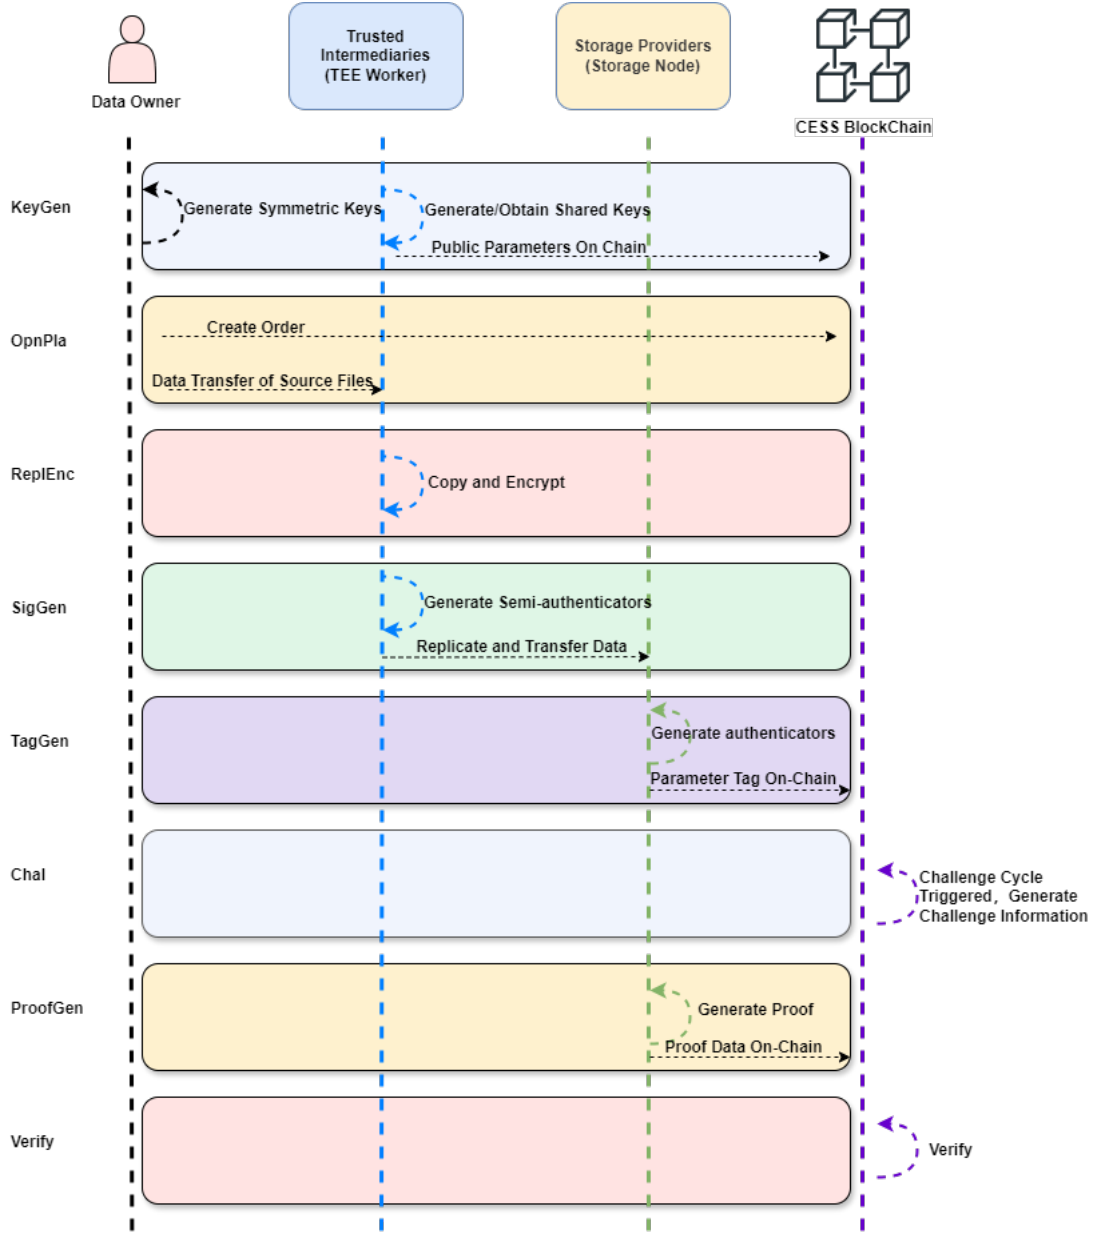 Data Owner
Trusted
Intermediaries
(TEE Worker)
Storage Providers
(Storage Node)
CESS BlockChain
KeyGen
Generate Symmetric Keys
Generate/Obtain Shared Keys
Public Parameters On Chain
OpnPla
Create Order
Data Transfer of Source Files
ReplEnc
Copy and Encrypt
SigGen
Generate Semi-authenticators
Replicate and Transfer Data
TagGen
Generate authenticators
Parameter Tag On-Chain
Chal
Challenge Cycle
Triggered，Generate
Challenge Information
ProofGen
Generate Proof
Proof Data On-Chain
Verify
Verify